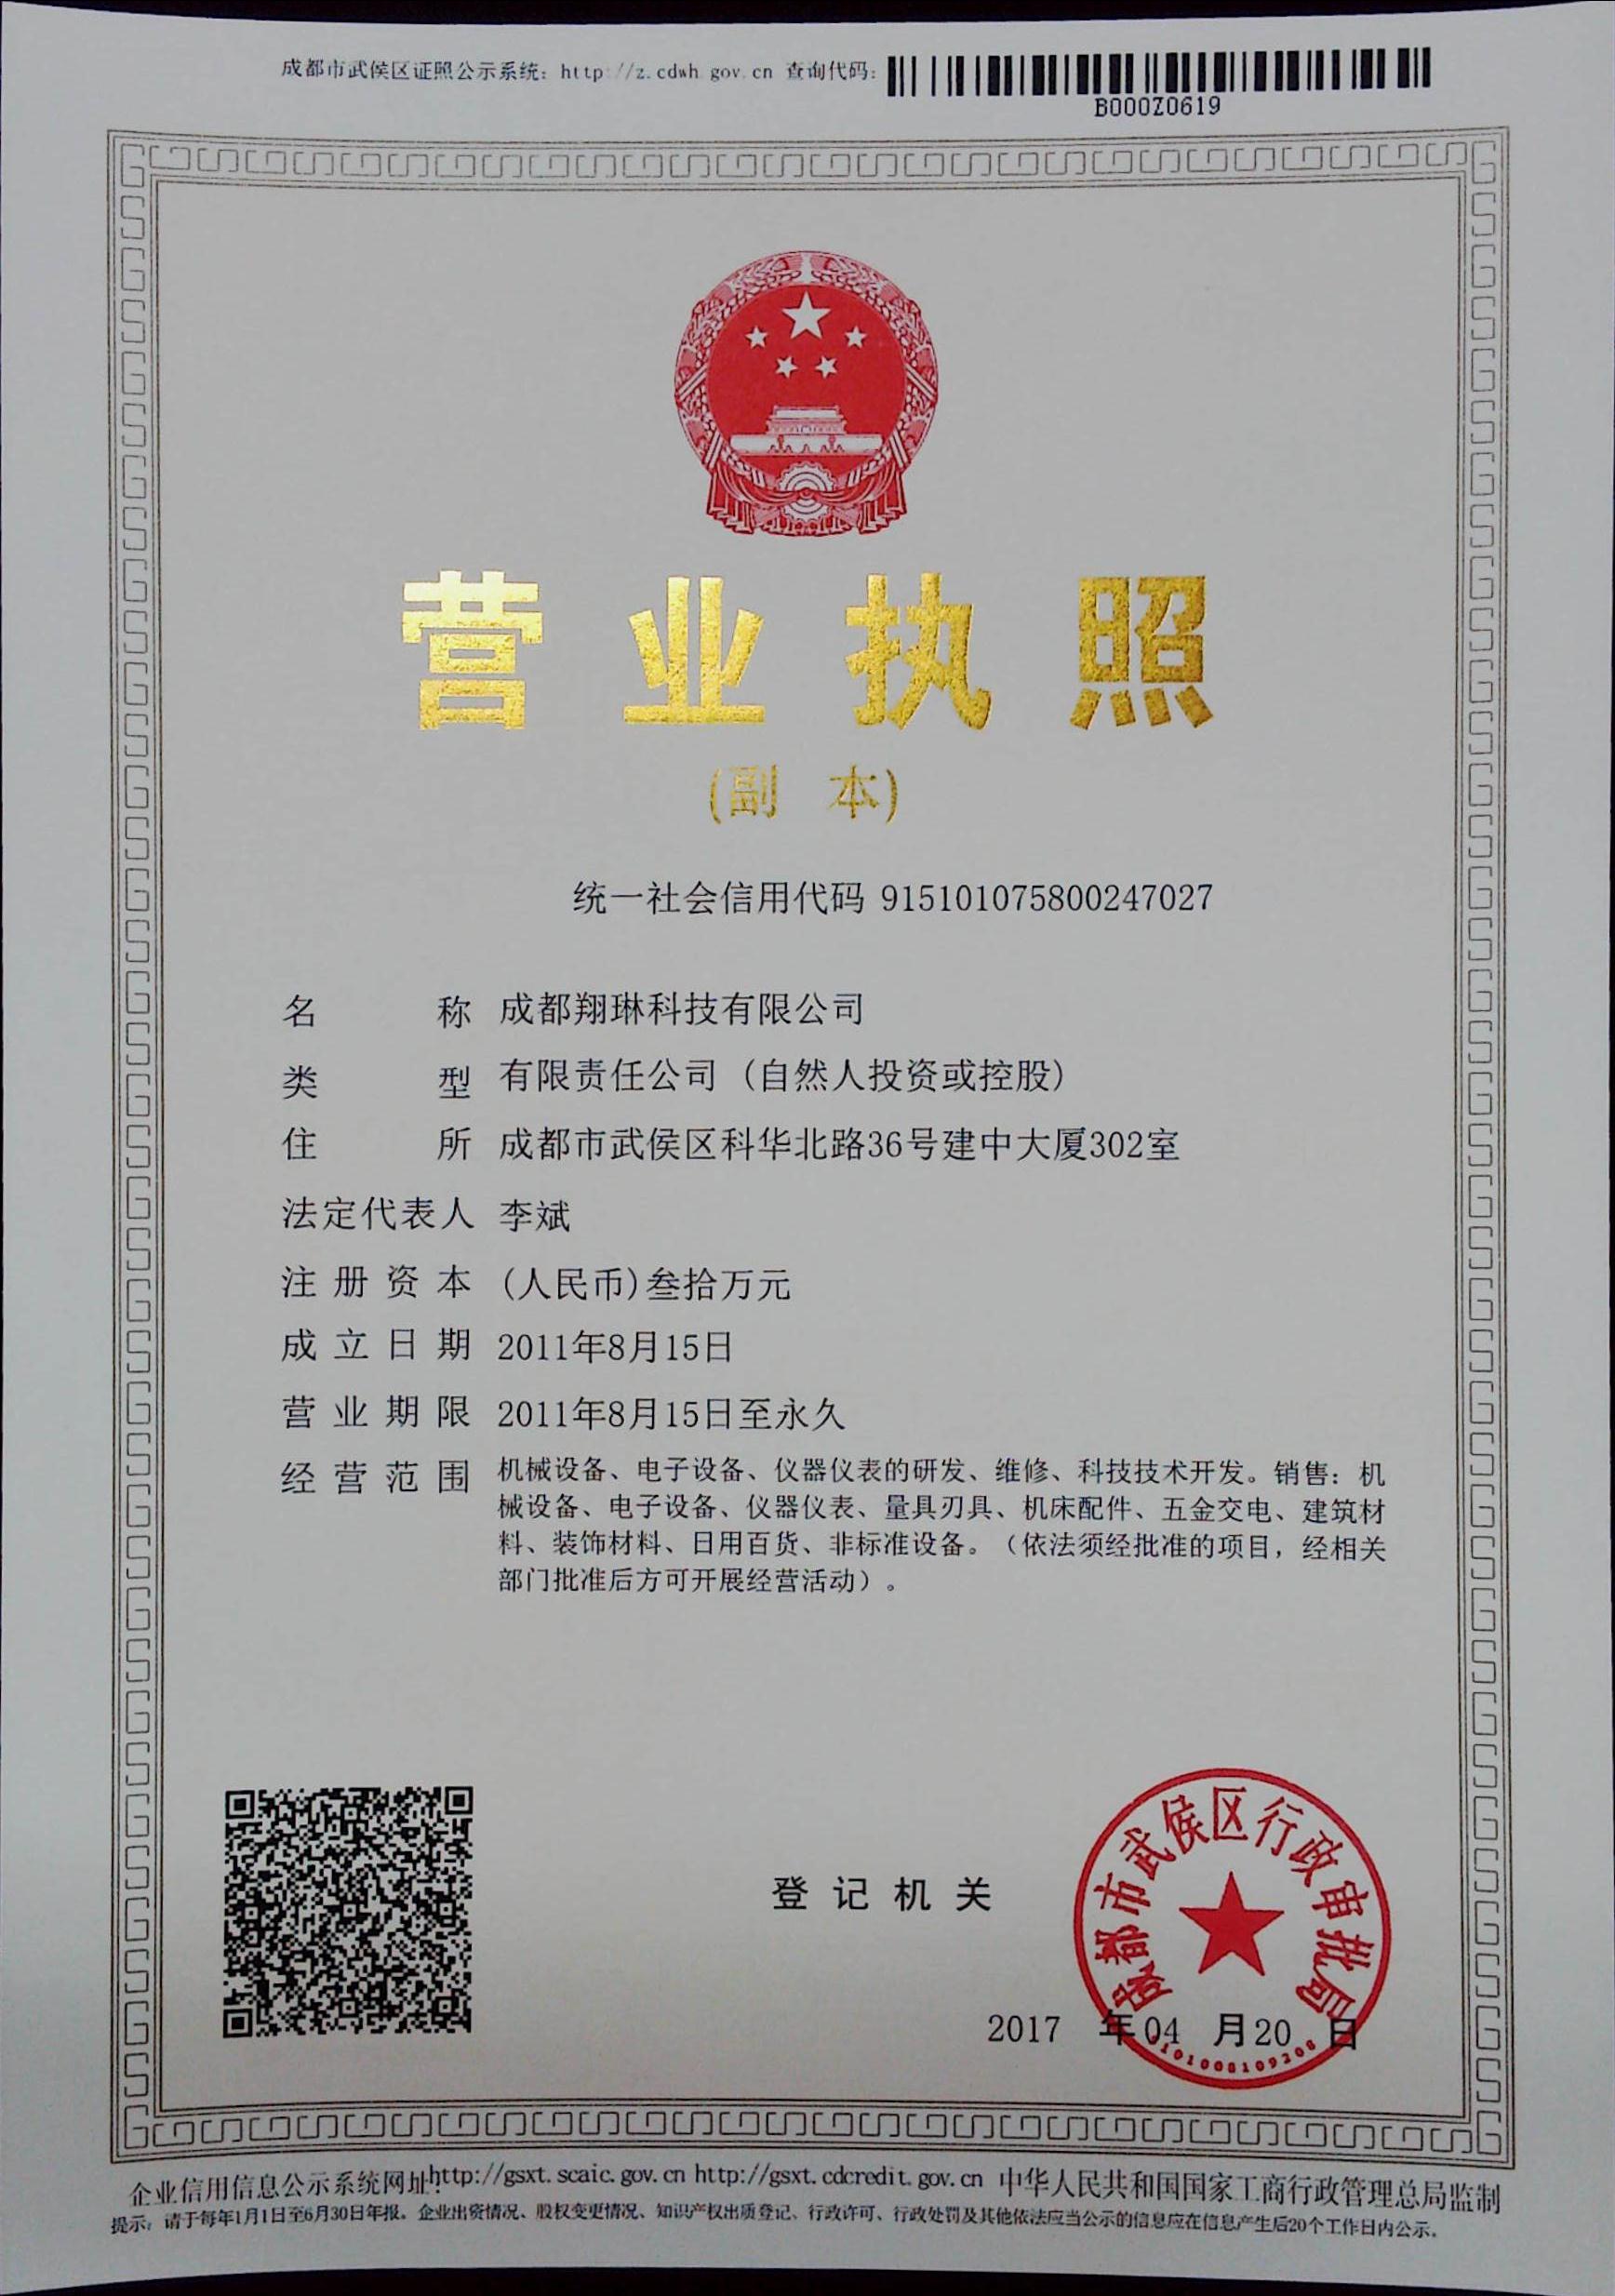 成都市武侯区证照公示系统：http://z.cdwh.gov.cn 查询代码：
B000Z0619
营业执照
(副 本)
统一社会信用代码 915101075800247027
名 称 成都翔琳科技有限公司
类 型 有限责任公司（自然人投资或控股）
住 所 成都市武侯区科华北路36号建中大厦302室
法定代表人 李斌
注册资本 (人民币)叁拾万元
成立日期 2011年8月15日
营业期限 2011年8月15日至永久
经营范围 机械设备、电子设备、仪器仪表的研发、维修、科技技术开发。销售：机
械设备、电子设备、仪器仪表、量具刃具、机床配件、五金交电、建筑材
料、装饰材料、日用百货、非标准设备。（依法须经批准的项目，经相关
部门批准后方可开展经营活动）。
成都市武侯区行政审批局
登记机关
2017 年04 月20 日
企业信用信息公示系统网址：http://gsxt.scaic.gov.cn http://gsxt.cdcredit.gov.cn 中华人民共和国国家工商行政管理总局监制
提示：请于每年1月1日至6月30日年报。企业出资情况、股权变更情况、知识产权出质登记、行政许可、行政处罚及其他依法应当公示的信息应在信息产生后20个工作日内公示。